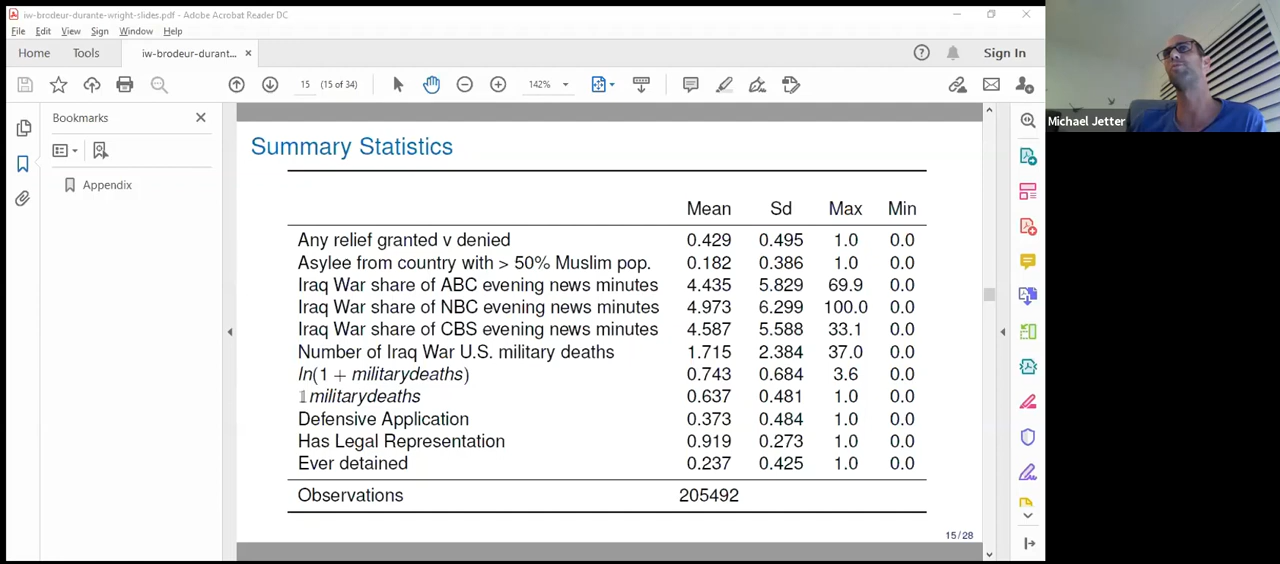 iw-brodeur-durante-wright-slides.pdf - Adobe Acrobat Reader DC
File Edit View Sign Window Help
Home Tools iw-brodeur-durant... × Sign In
15 (15 of 34) 142%
Bookmarks
Appendix
Michael Jetter
Summary Statistics
Mean Sd Max Min
Any relief granted v denied 0.429 0.495 1.0 0.0
Asylee from country with > 50% Muslim pop. 0.182 0.386 1.0 0.0
Iraq War share of ABC evening news minutes 4.435 5.829 69.9 0.0
Iraq War share of NBC evening news minutes 4.973 6.299 100.0 0.0
Iraq War share of CBS evening news minutes 4.587 5.588 33.1 0.0
Number of Iraq War U.S. military deaths 1.715 2.384 37.0 0.0
ln(1 + militarydeaths) 0.743 0.684 3.6 0.0
𝟙militarydeaths 0.637 0.481 1.0 0.0
Defensive Application 0.373 0.484 1.0 0.0
Has Legal Representation 0.919 0.273 1.0 0.0
Ever detained 0.237 0.425 1.0 0.0
Observations 205492
15/28